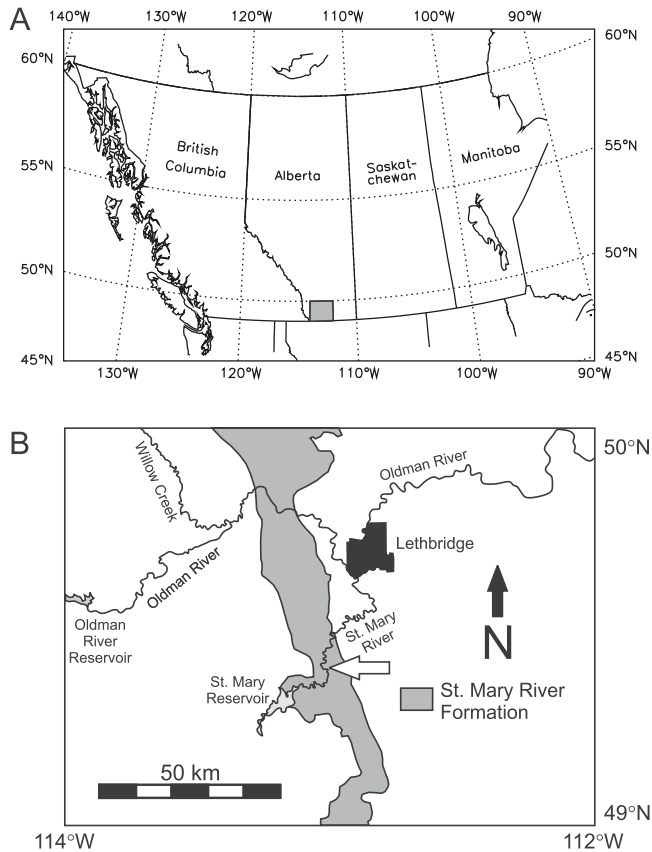 A
140°W 130°W 120°W 110°W 100°W 90°W
60°N 60°N
British
Columbia
Alberta
Saskat-
chewan
Manitoba
55°N 55°N
50°N 50°N
45°N 45°N
130°W 120°W 110°W 100°W 90°W
B
50°N
Willow Creek
Oldman River
Lethbridge
Oldman River
Oldman
River
Reservoir
St. Mary
River
N
St. Mary
Reservoir
St. Mary River
Formation
50 km
49°N
114°W 112°W